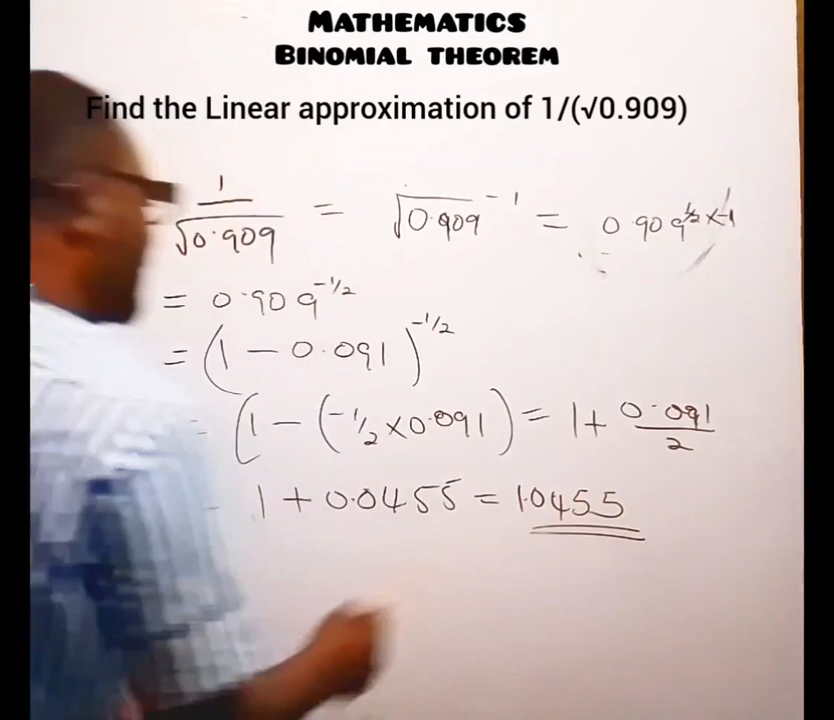 MATHEMATICS
BINOMIAL THEOREM
Find the Linear approximation of 1/(√0.909)
1/√0.909 = √0.909⁻¹ = 0.909^½×-1
= 0.909^-1/2
= (1 - 0.091)^-1/2
= (1 - (-1/2 × 0.091) = 1 + 0.091/2
= 1 + 0.0455 = 1.0455